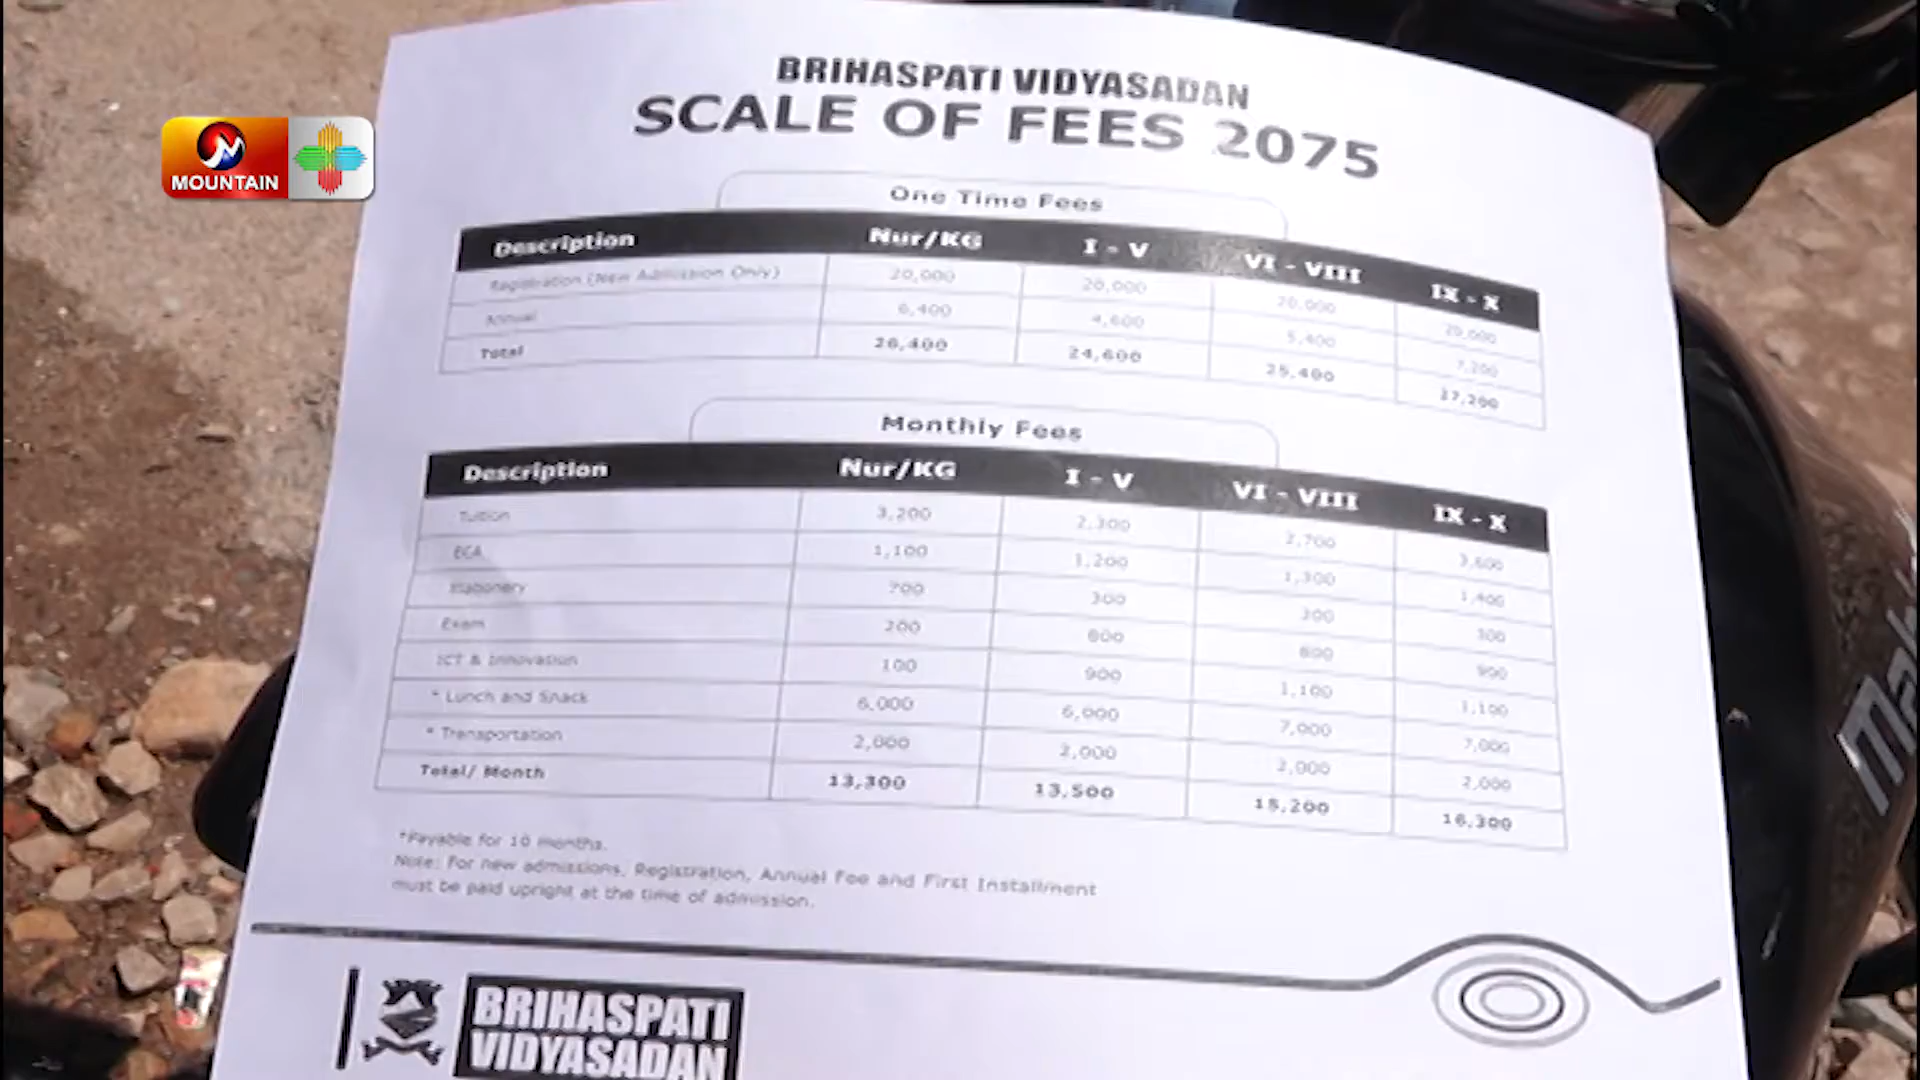 BRIHASPATI VIDYASADAN
SCALE OF FEES 2075
MOUNTAIN
One Time Fees
Description Nur/KG I - V VI - VIII IX - X
Registration (New Admission Only) 20,000 20,000 20,000 20,000
Annual 6,400 4,600 5,400 7,200
Total 26,400 24,600 25,400 27,200
Monthly Fees
Description Nur/KG I - V VI - VIII IX - X
Tuition 3,200 2,300 2,700 3,600
ECA 1,100 1,200 1,300 1,400
Stationery 700 300 300 300
Exam 200 800 800 900
ICT & Innovation 100 900 1,100 1,100
* Lunch and Snack 6,000 6,000 7,000 7,000
* Transportation 2,000 2,000 2,000 2,000
Total/ Month 13,300 13,500 15,200 16,300
*Payable for 10 months.
Note: For new admissions, Registration, Annual Fee and First Installment
must be paid upright at the time of admission.
BRIHASPATI
VIDYASADAN